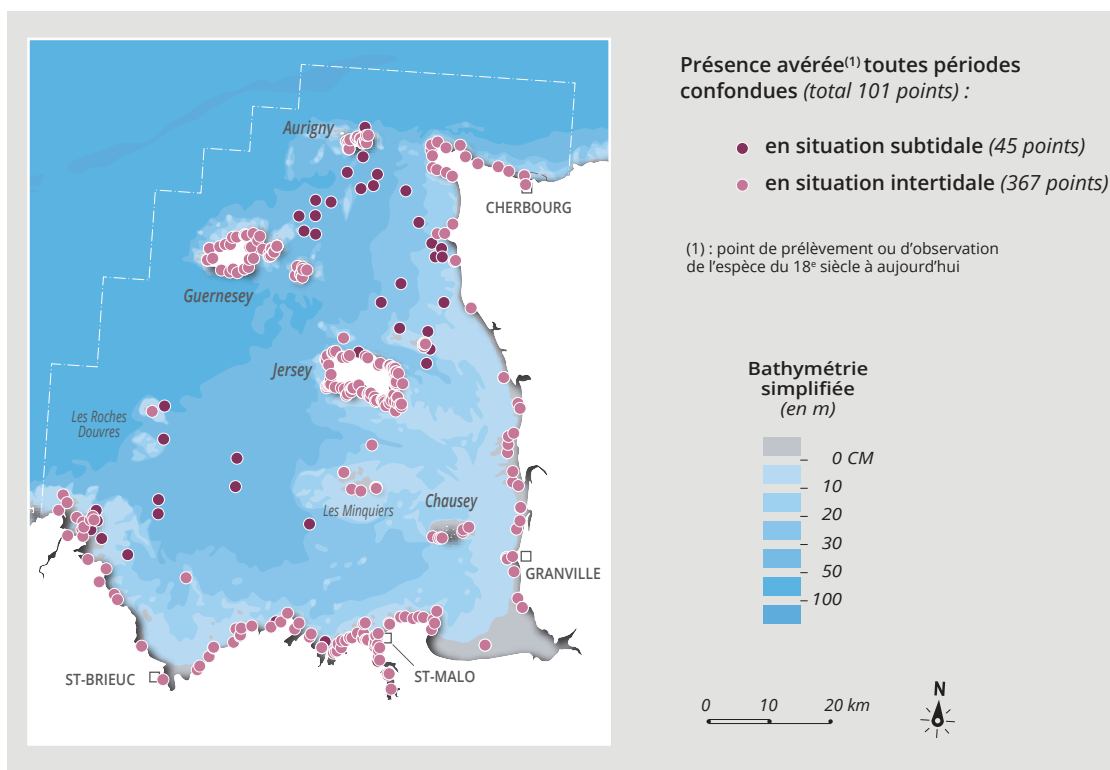 Présence avérée(1) toutes périodes
confondues (total 101 points) :
en situation subtidale (45 points)
en situation intertidale (367 points)
(1) : point de prélèvement ou d'observation
de l'espèce du 18e siècle à aujourd'hui
Bathymétrie
simplifiée
(en m)
0 CM
10
20
30
50
100
0 10 20 km
N
Aurigny
CHERBOURG
Guernesey
Jersey
Les Roches
Douvres
Les Minquiers
Chausey
GRANVILLE
ST-BRIEUC
ST-MALO